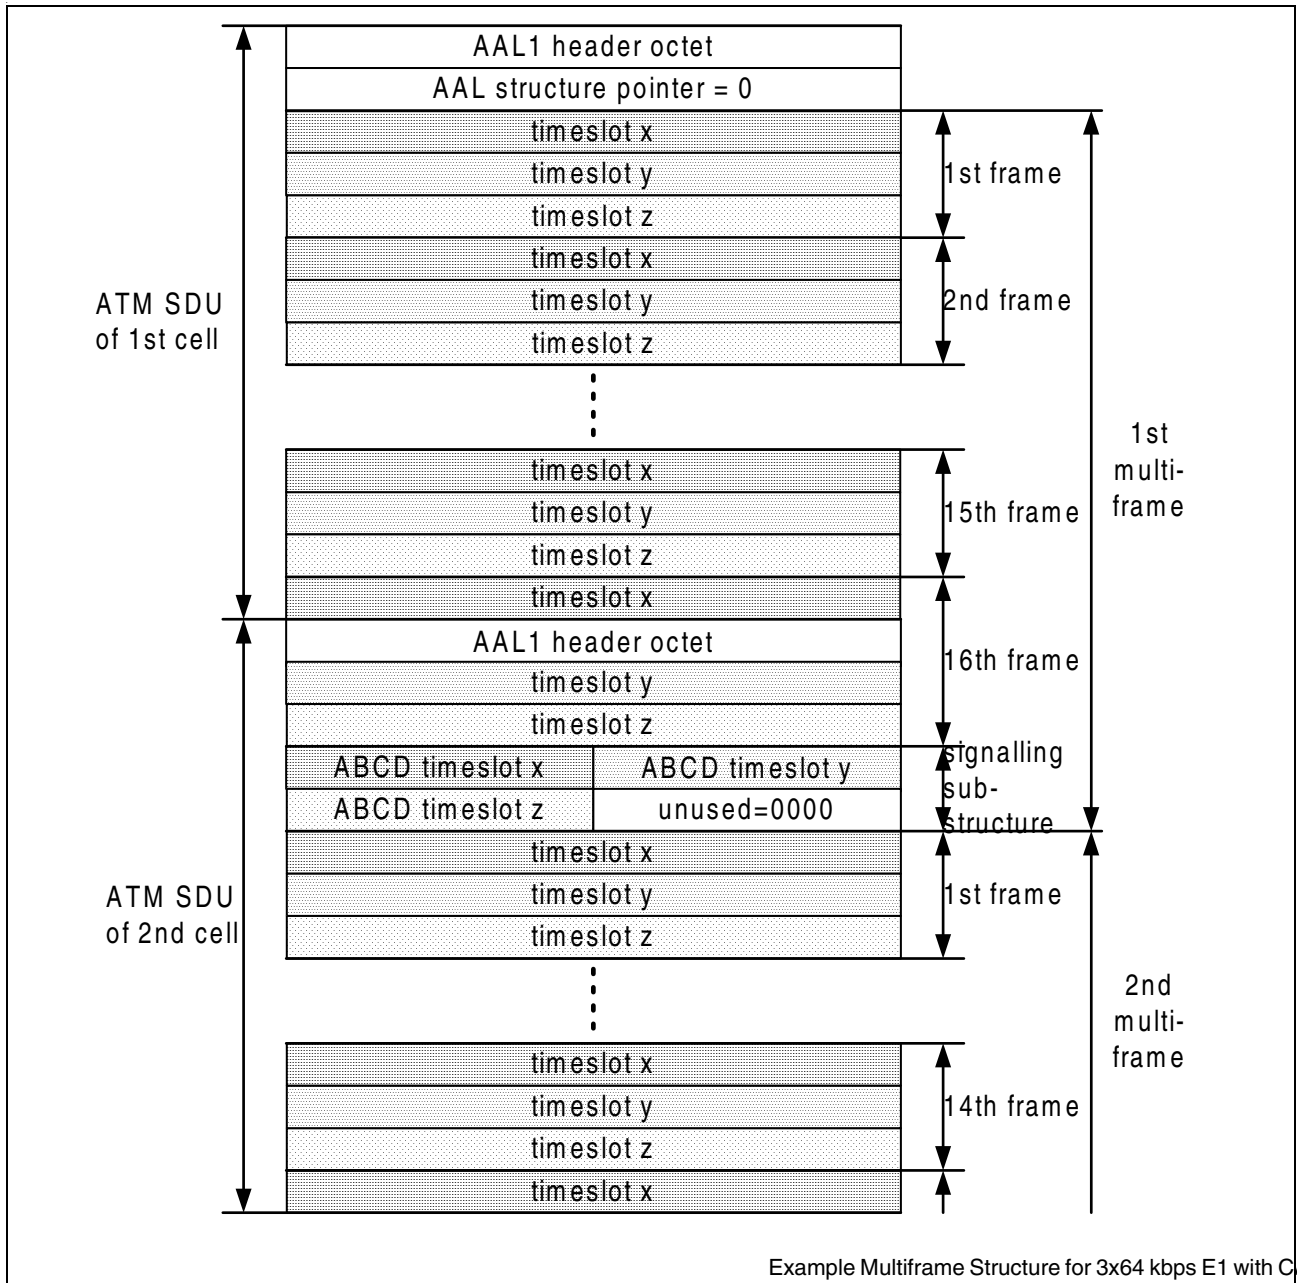 AAL1 header octet
AAL structure pointer = 0
timeslot x
timeslot y
1st frame
timeslot z
timeslot x
ATM SDU
of 1st cell
timeslot y
2nd frame
timeslot z
1st
multi-
frame
timeslot x
timeslot y
15th frame
timeslot z
timeslot x
AAL1 header octet
16th frame
timeslot y
timeslot z
ABCD timeslot x
ABCD timeslot y
signalling
sub-
structure
ABCD timeslot z
unused=0000
timeslot x
ATM SDU
of 2nd cell
timeslot y
1st frame
timeslot z
2nd
multi-
frame
timeslot x
timeslot y
14th frame
timeslot z
timeslot x
Example Multiframe Structure for 3x64 kbps E1 with